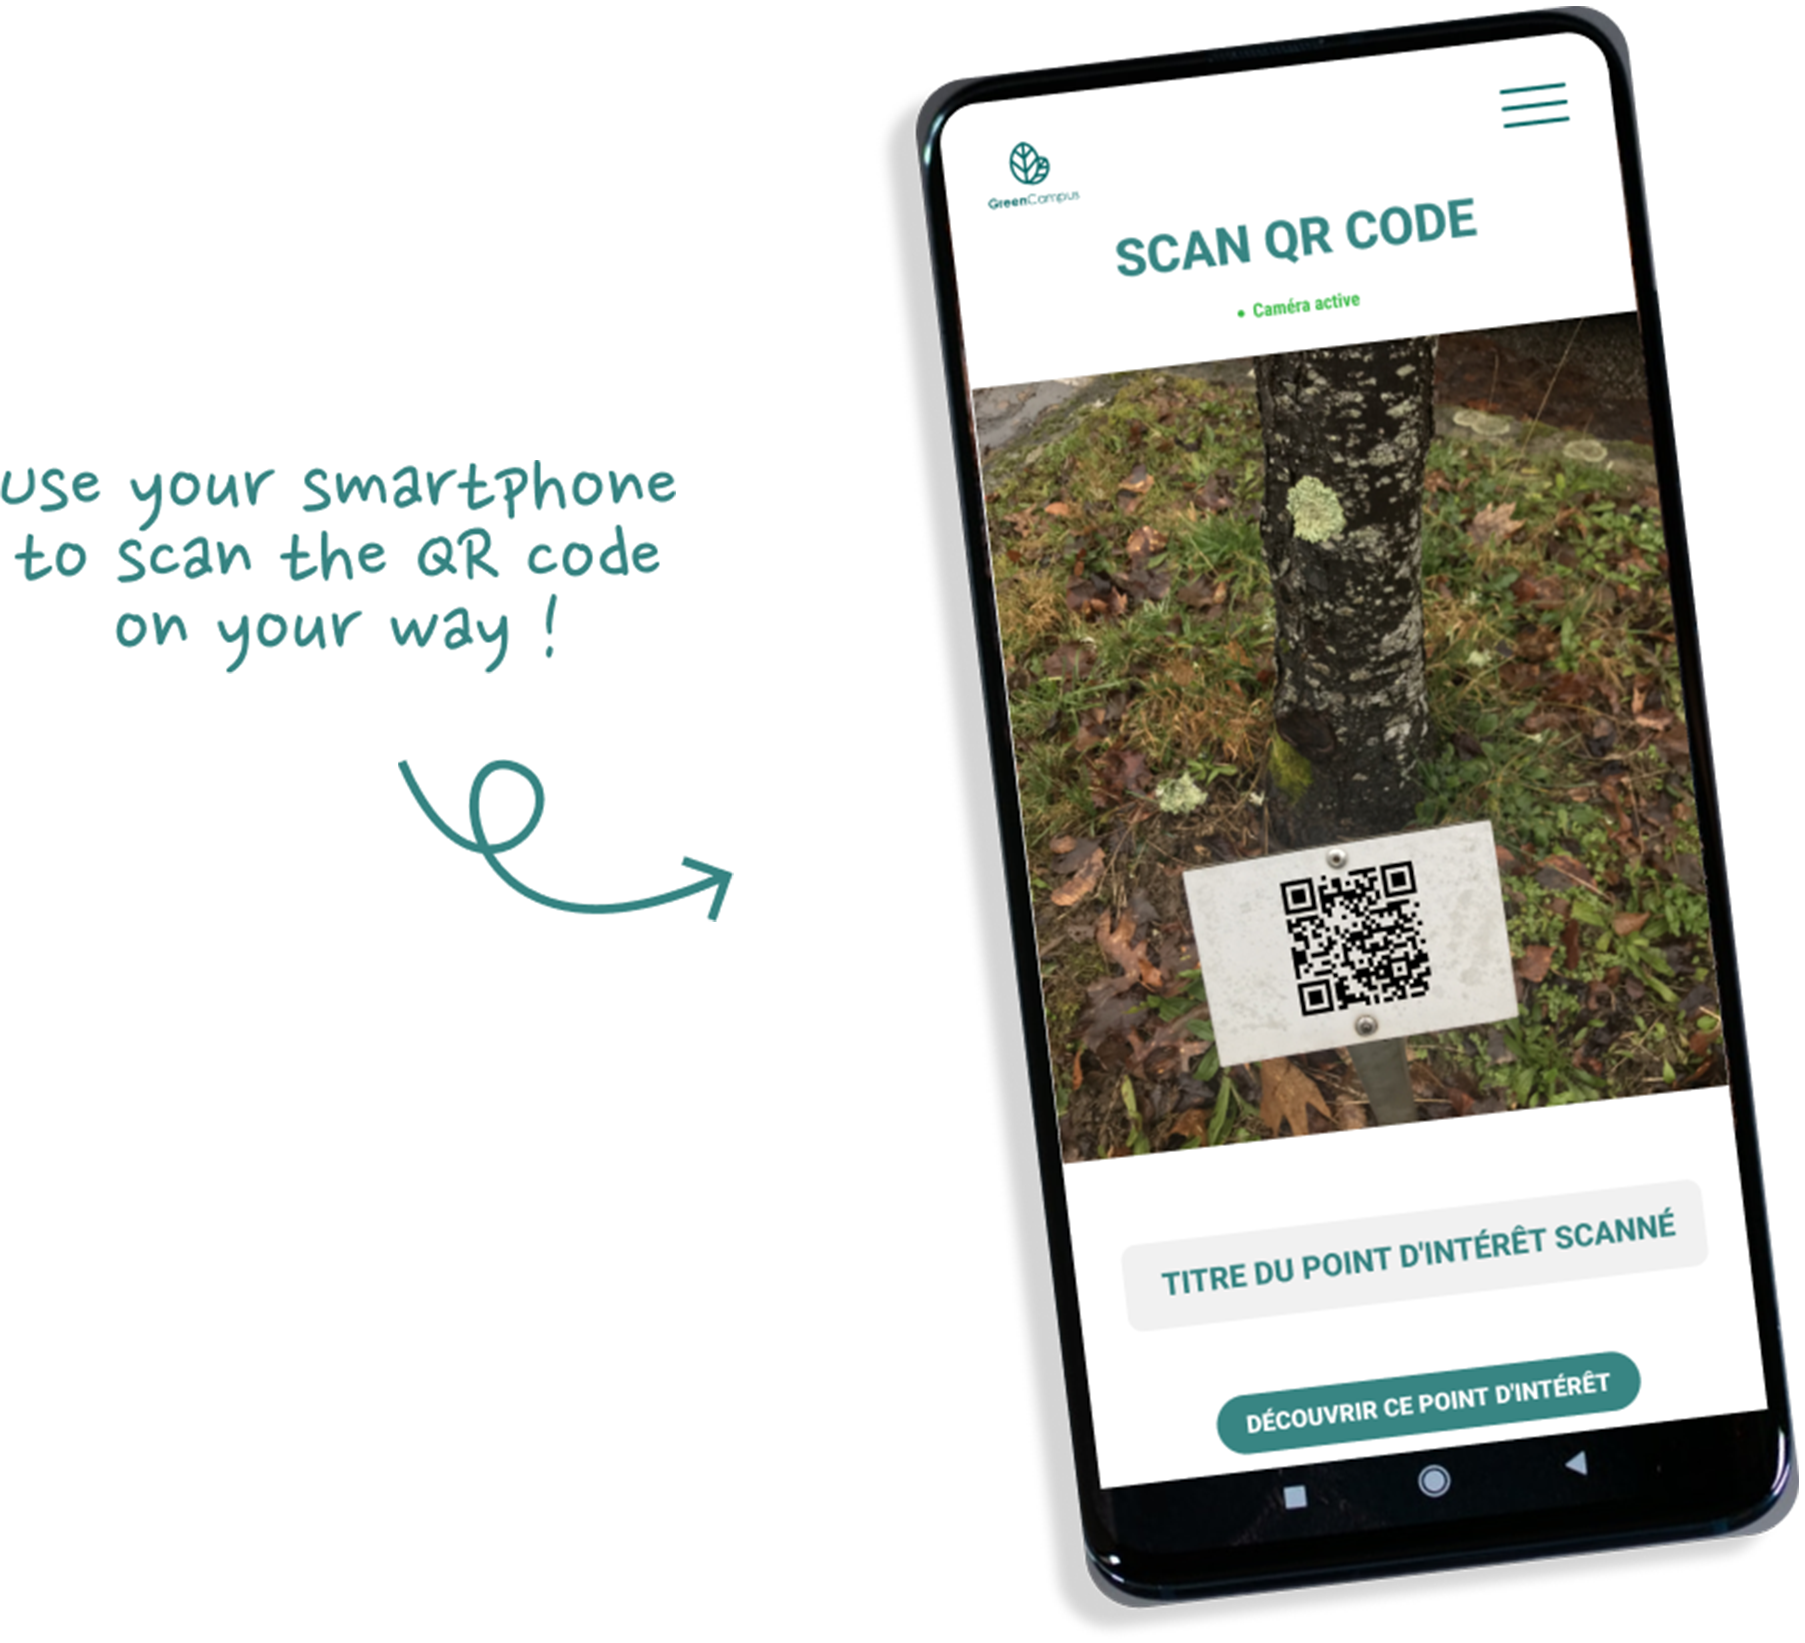 use your smartphone
to scan the QR code
on your way !
GreenCampus
SCAN QR CODE
• Caméra active
TITRE DU POINT D'INTÉRÊT SCANNÉ
DÉCOUVRIR CE POINT D'INTÉRÊT